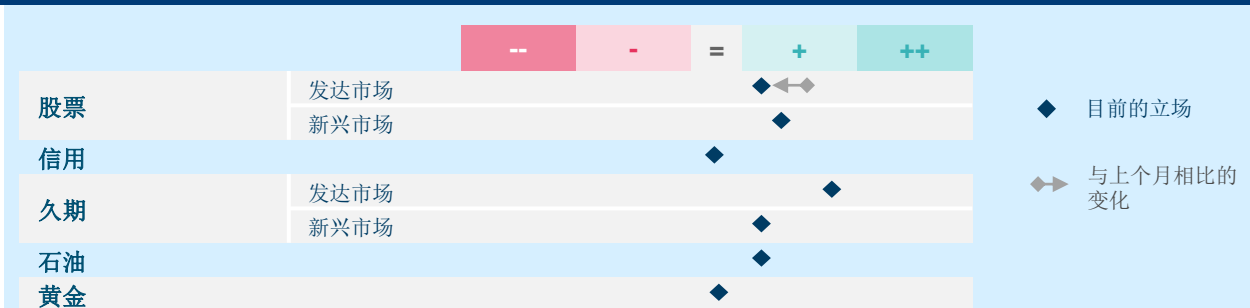 -- - = + ++
股票
发达市场
新兴市场
信用
久期
发达市场
新兴市场
石油
黄金
目前的立场
与上个月相比的
变化